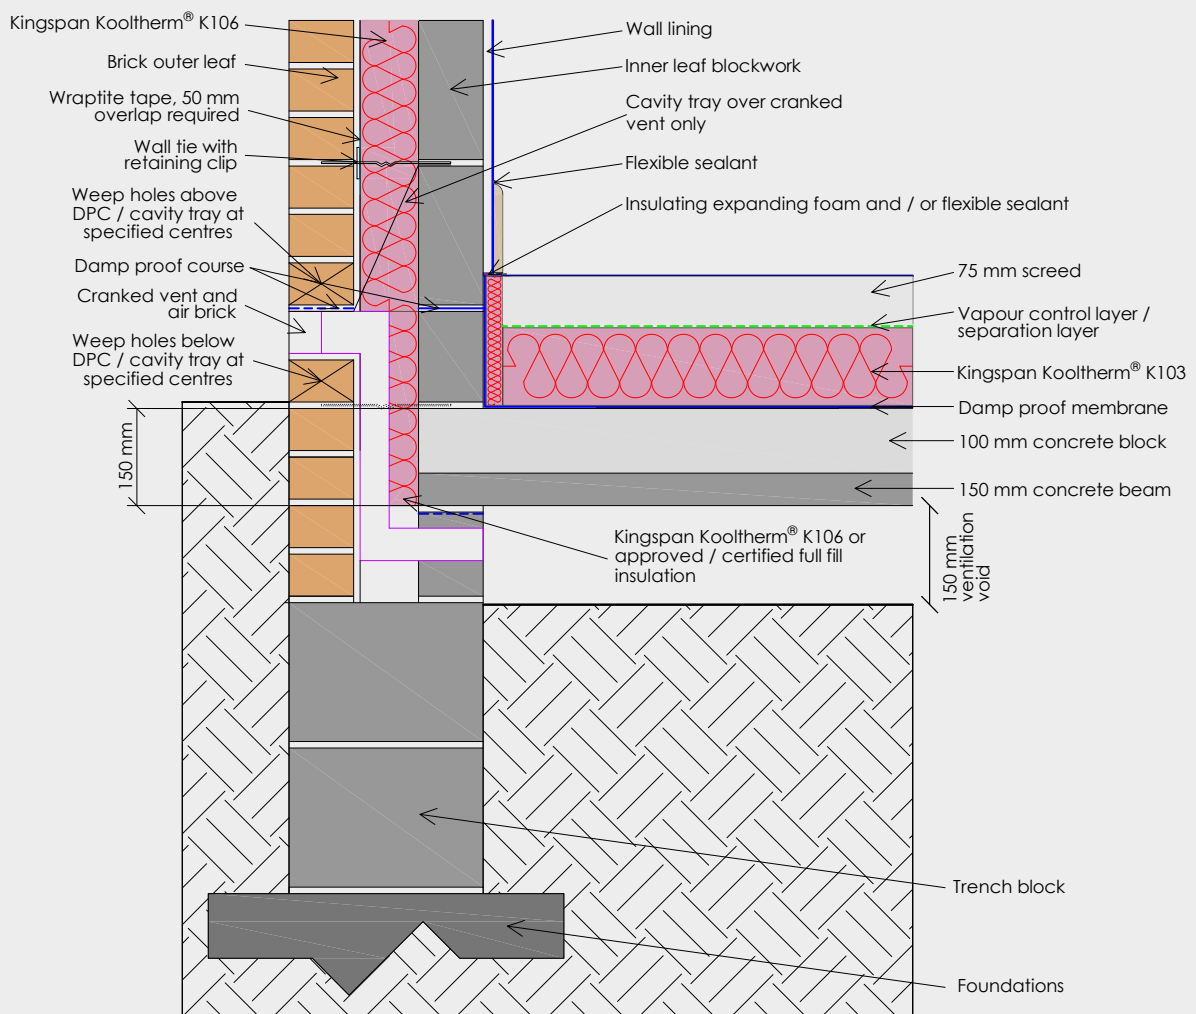 Kingspan Kooltherm® K106
Brick outer leaf
Wraptite tape, 50 mm
overlap required
Wall tie with
retaining clip
Weep holes above
DPC / cavity tray at
specified centres
Damp proof course
Cranked vent and
air brick
Weep holes below
DPC / cavity tray at
specified centres
150 mm
Wall lining
Inner leaf blockwork
Cavity tray over cranked
vent only
Flexible sealant
Insulating expanding foam and / or flexible sealant
75 mm screed
Vapour control layer /
separation layer
Kingspan Kooltherm® K103
Damp proof membrane
100 mm concrete block
150 mm concrete beam
Kingspan Kooltherm® K106 or
approved / certified full fill
insulation
150 mm
ventilation
void
Trench block
Foundations